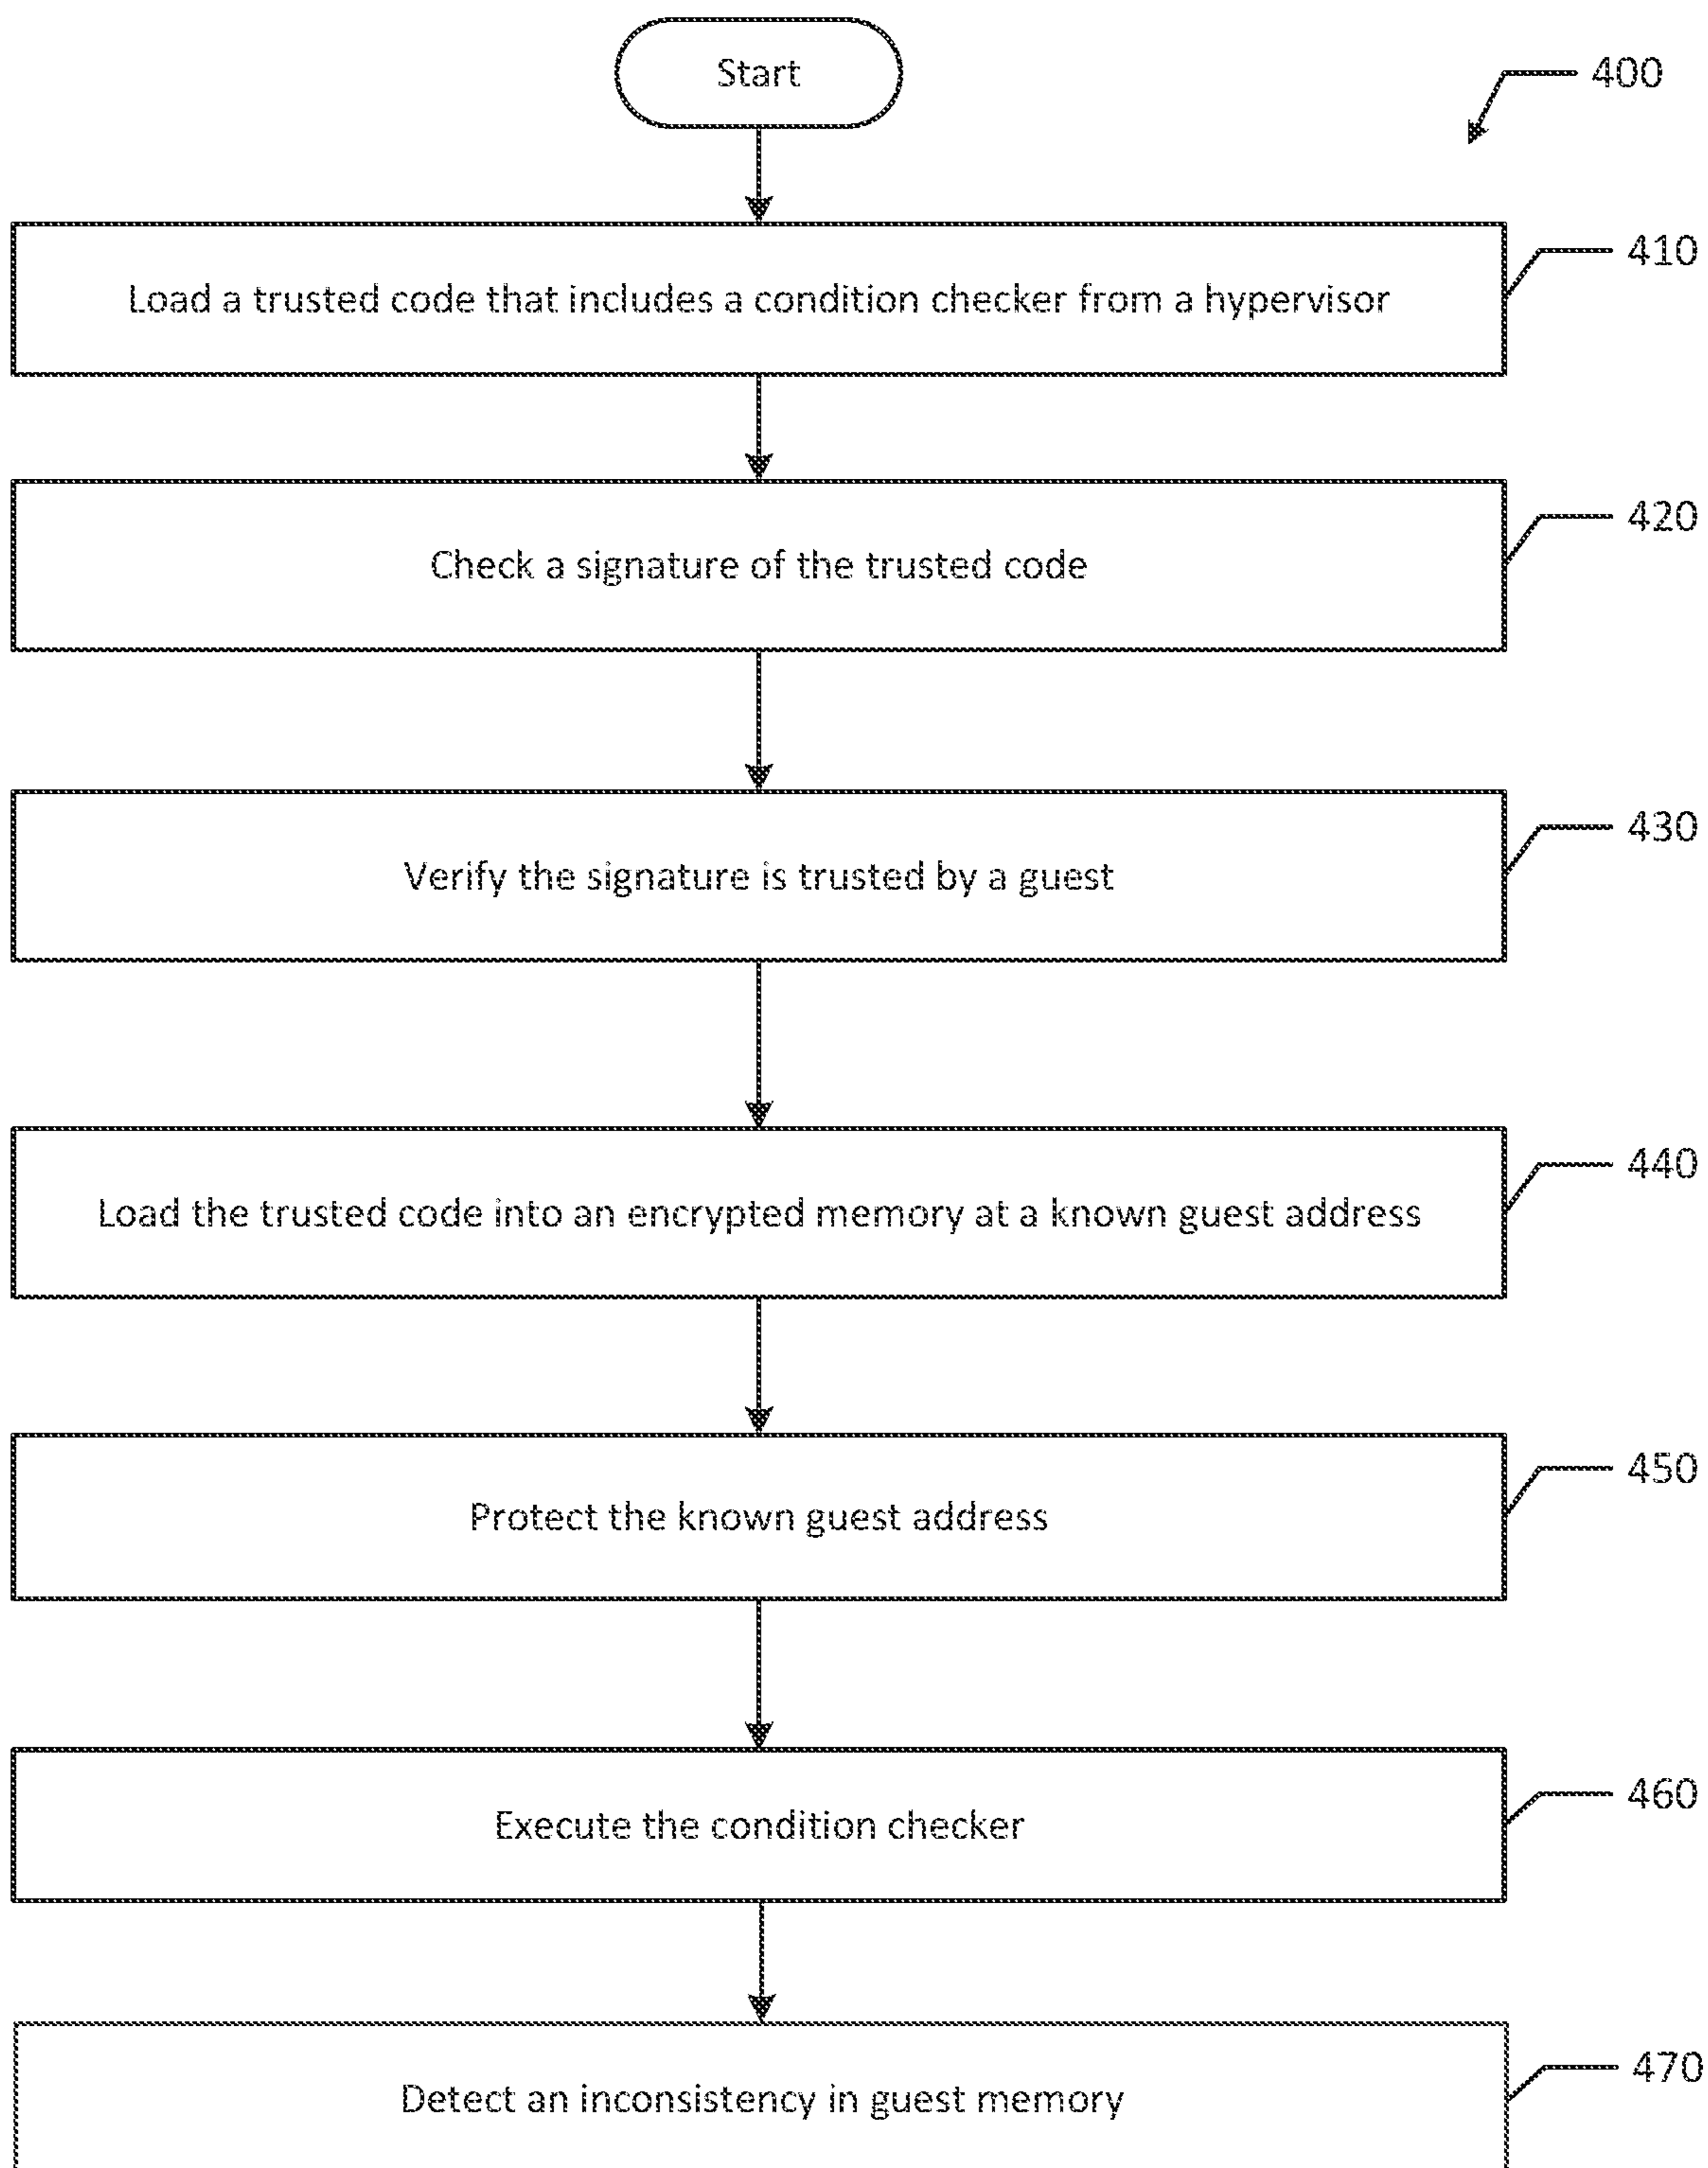 Start
400
Load a trusted code that includes a condition checker from a hypervisor
410
Check a signature of the trusted code
420
Verify the signature is trusted by a guest
430
Load the trusted code into an encrypted memory at a known guest address
440
Protect the known guest address
450
Execute the condition checker
460
Detect an inconsistency in guest memory
470